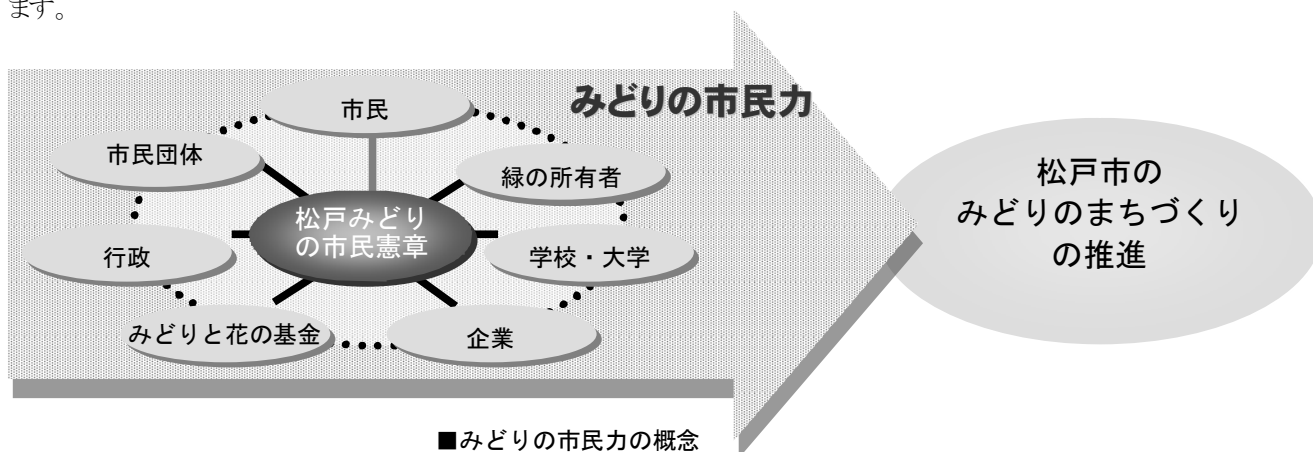 ます。
みどりの市民力
市民
市民団体
緑の所有者
松戸みどり
の市民憲章
行政
学校・大学
みどりと花の基金
企業
松戸市の
みどりのまちづくり
の推進
■みどりの市民力の概念